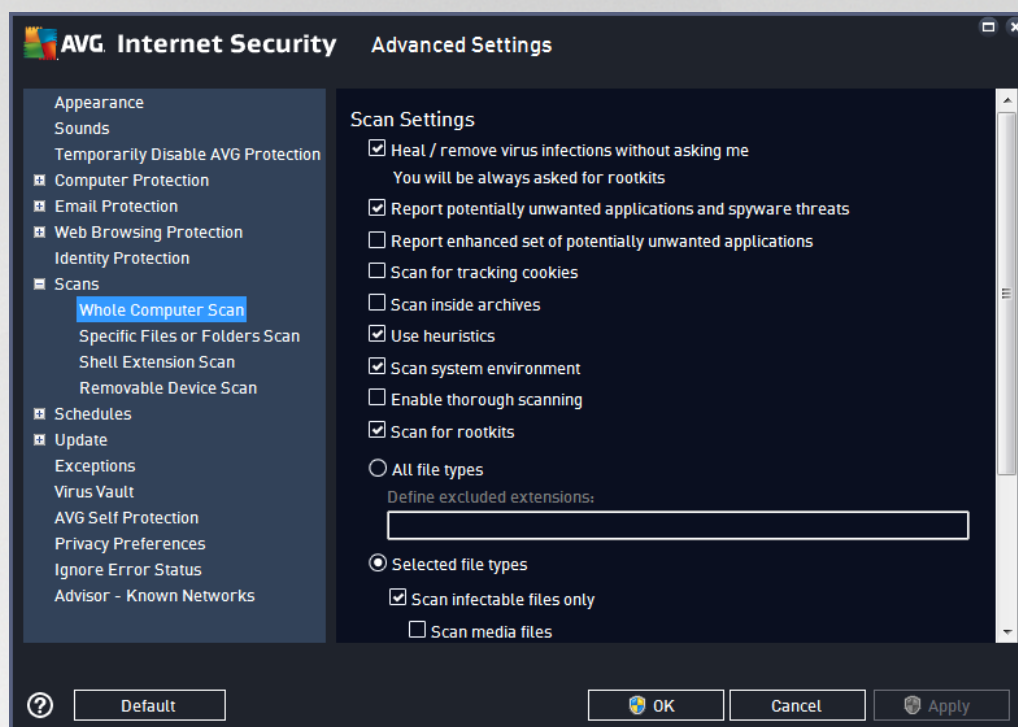 AVG. Internet Security Advanced Settings
Appearance
Sounds
Temporarily Disable AVG Protection
Computer Protection
Email Protection
Web Browsing Protection
Identity Protection
Scans
Whole Computer Scan
Specific Files or Folders Scan
Shell Extension Scan
Removable Device Scan
Schedules
Update
Exceptions
Virus Vault
AVG Self Protection
Privacy Preferences
Ignore Error Status
Advisor - Known Networks
Scan Settings
Heal / remove virus infections without asking me
You will be always asked for rootkits
Report potentially unwanted applications and spyware threats
Report enhanced set of potentially unwanted applications
Scan for tracking cookies
Scan inside archives
Use heuristics
Scan system environment
Enable thorough scanning
Scan for rootkits
All file types
Define excluded extensions:
Selected file types
Scan infectable files only
Scan media files
? Default OK Cancel Apply